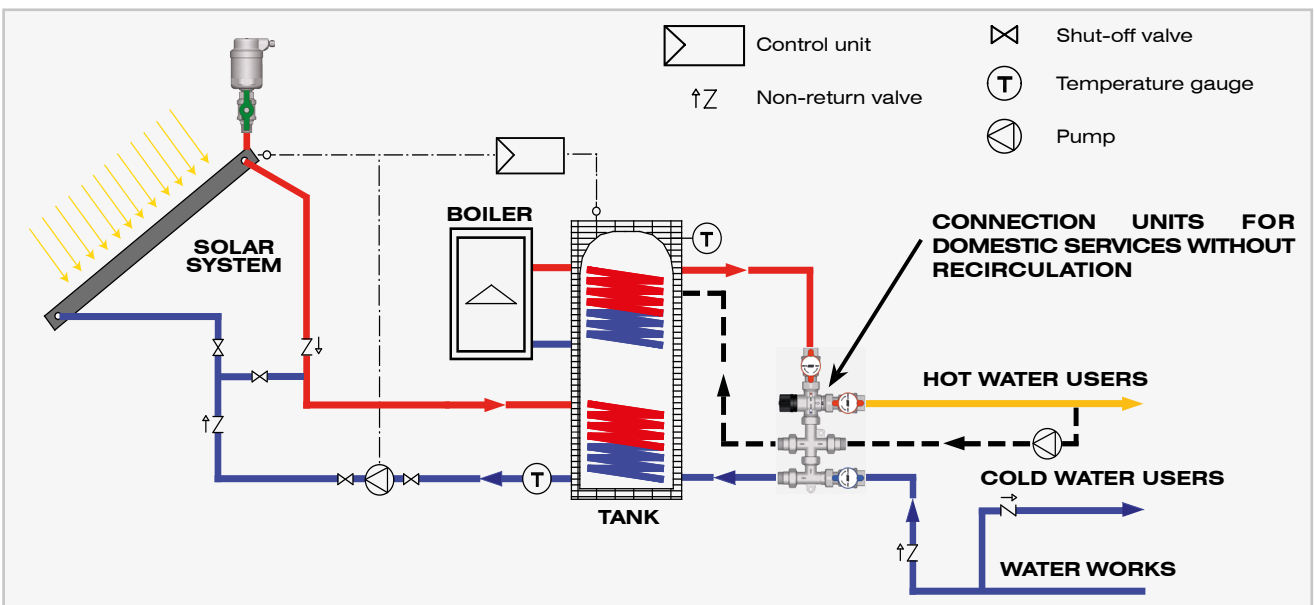 Control unit
Non-return valve
Shut-off valve
T Temperature gauge
Pump
SOLAR
SYSTEM
BOILER
T
CONNECTION UNITS FOR
DOMESTIC SERVICES WITHOUT
RECIRCULATION
HOT WATER USERS
T
COLD WATER USERS
TANK
WATER WORKS